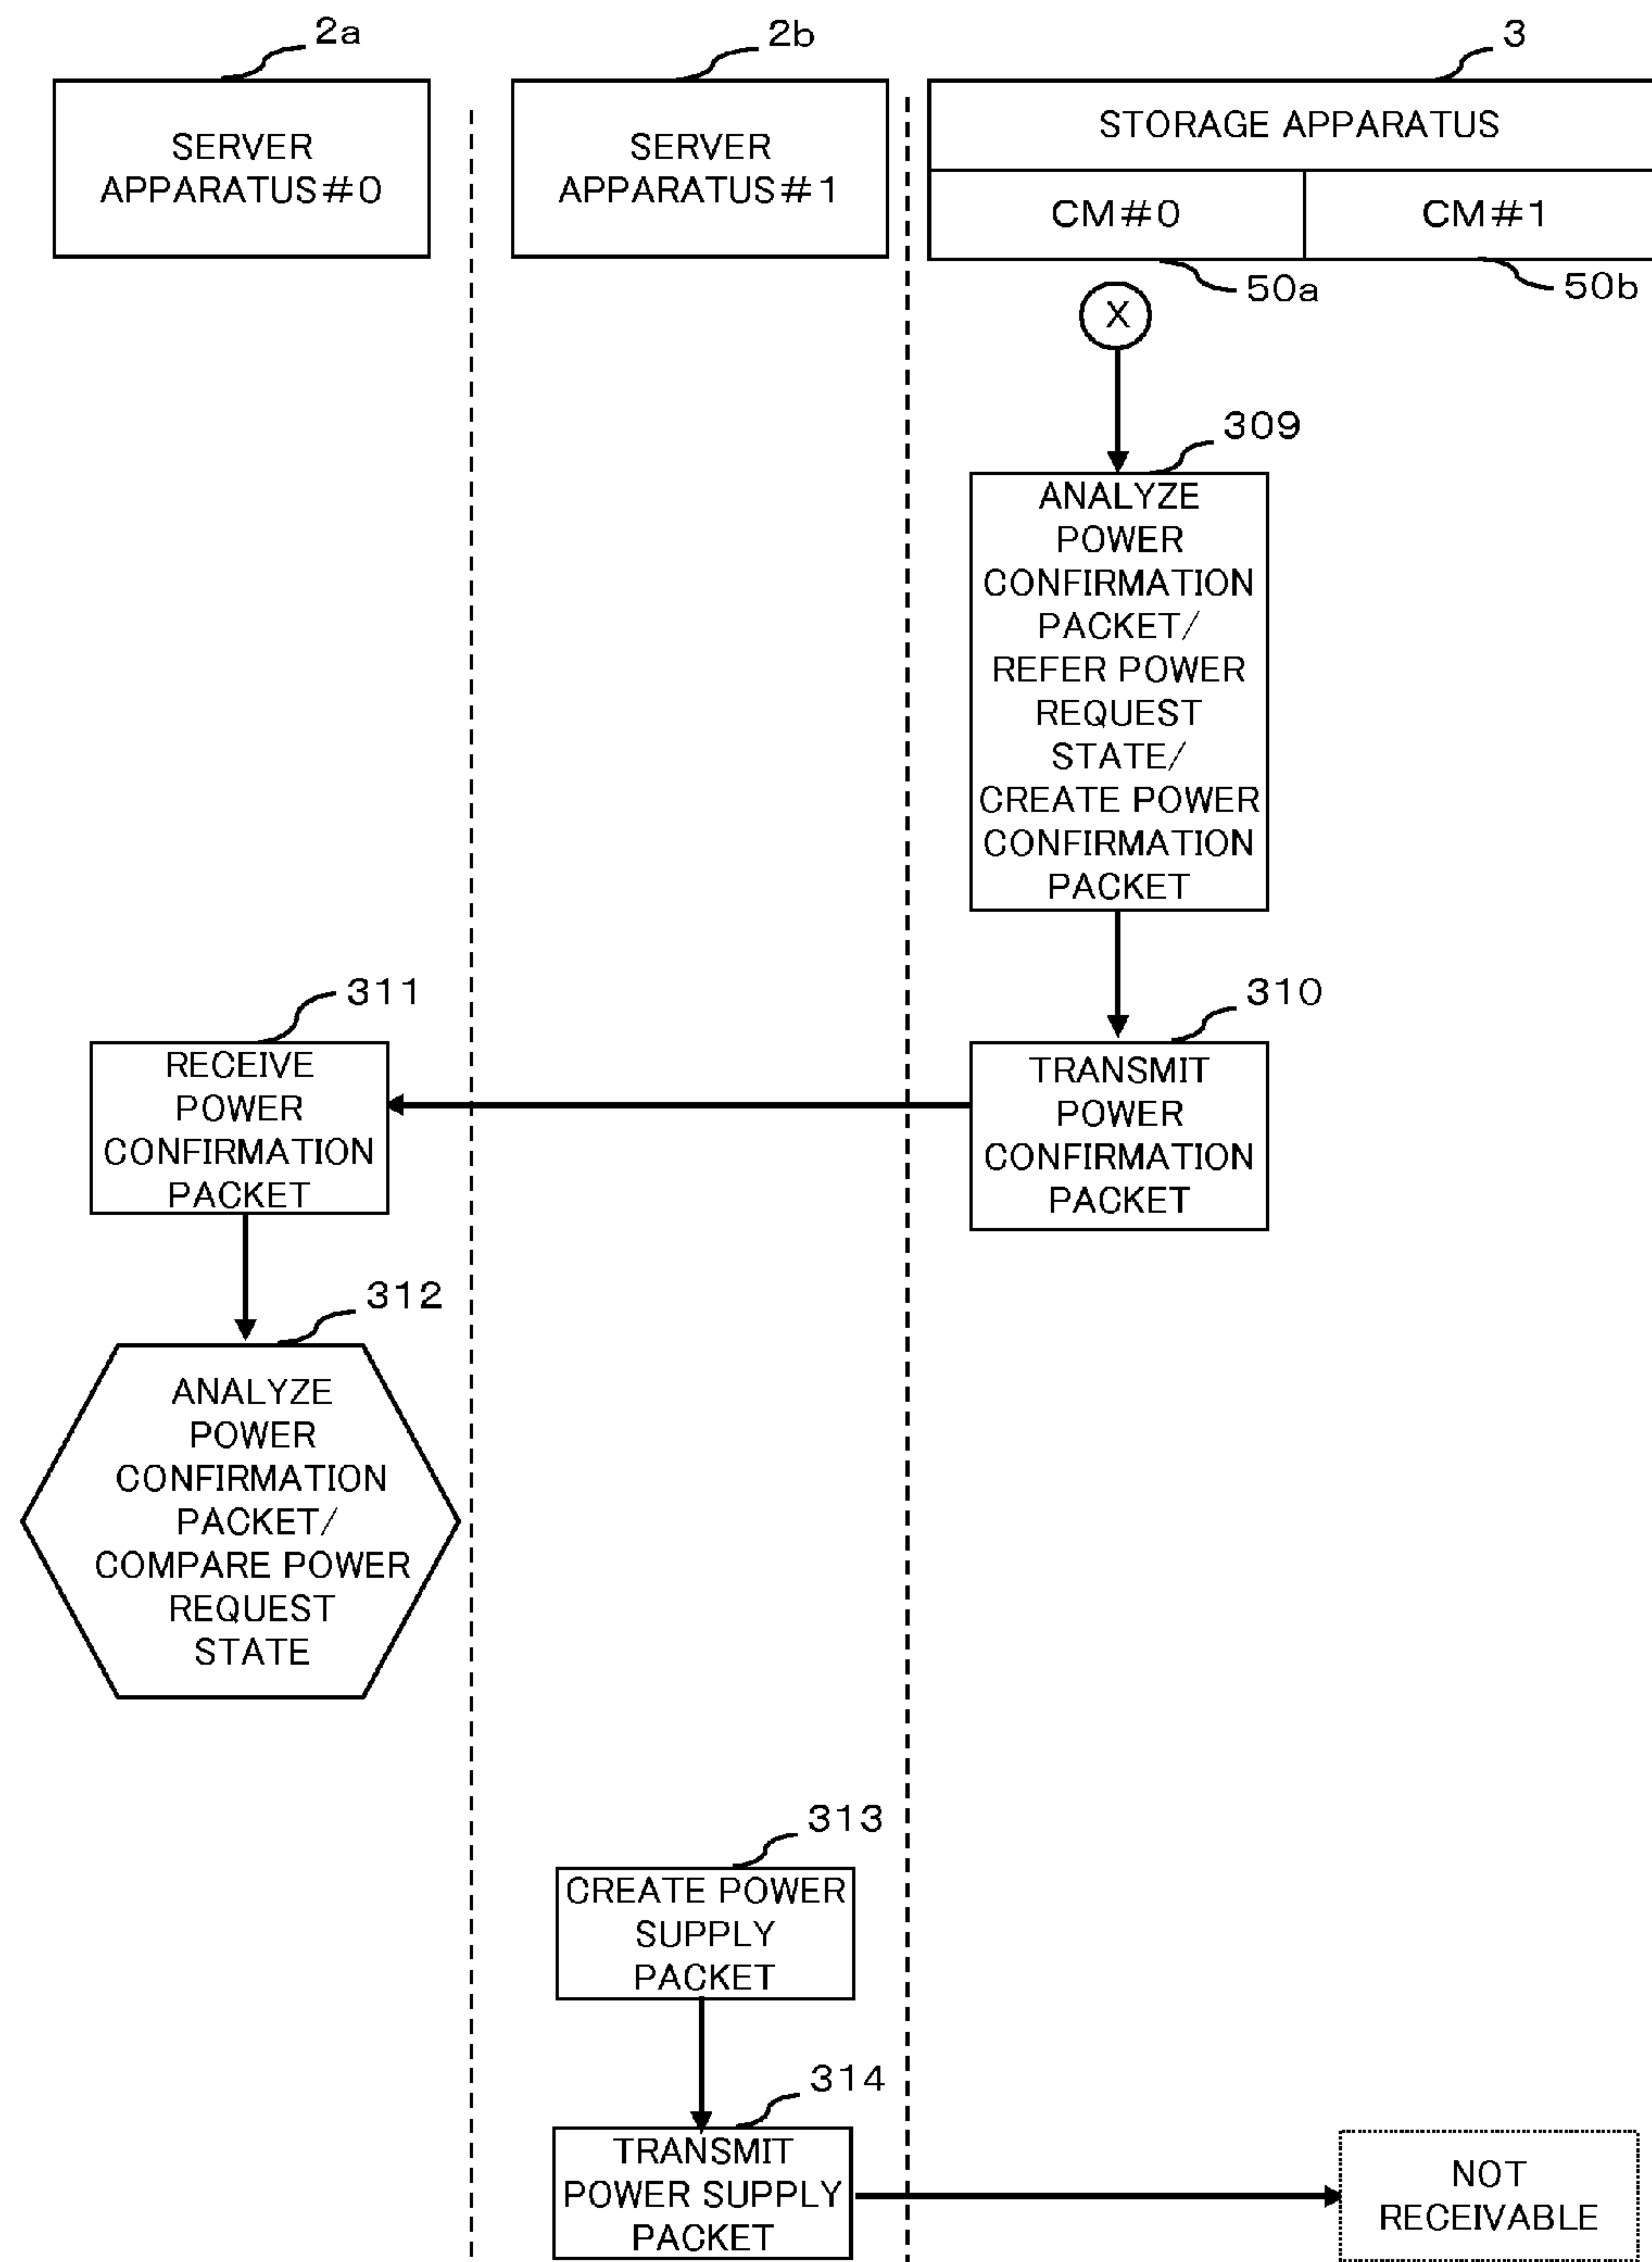 2a
2b
3
SERVER
APPARATUS#0
SERVER
APPARATUS#1
STORAGE APPARATUS
CM#0
CM#1
50a
50b
X
309
ANALYZE
POWER
CONFIRMATION
PACKET/
REFER POWER
REQUEST
STATE/
CREATE POWER
CONFIRMATION
PACKET
311
310
RECEIVE
POWER
CONFIRMATION
PACKET
TRANSMIT
POWER
CONFIRMATION
PACKET
312
ANALYZE
POWER
CONFIRMATION
PACKET/
COMPARE POWER
REQUEST
STATE
313
CREATE POWER
SUPPLY
PACKET
314
TRANSMIT
POWER SUPPLY
PACKET
NOT
RECEIVABLE